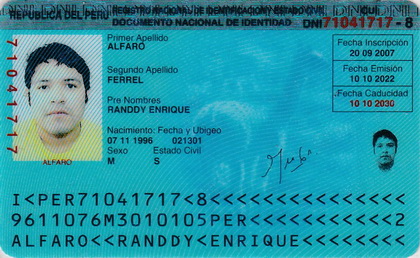 REPUBLICA DEL PERU
REGISTRO NACIONAL DE IDENTIFICACION Y ESTADO CIVIL
CUI
DOCUMENTO NACIONAL DE IDENTIDAD
DNI 71041717 - 8
71041717
Primer Apellido
ALFARO
Segundo Apellido
FERREL
Pre Nombres
RANDDY ENRIQUE
Nacimiento: Fecha y Ubigeo
07 11 1996 021301
Sexo Estado Civil
M S
Fecha Inscripción
20 09 2007
Fecha Emisión
10 10 2022
Fecha Caducidad
10 10 2030
ALFARO
I<PER71041717<8<<<<<<<<<<<<<<<
9611076M3010105PER<<<<<<<<<<<2
ALFARO<<RANDDY<ENRIQUE<<<<<<<<